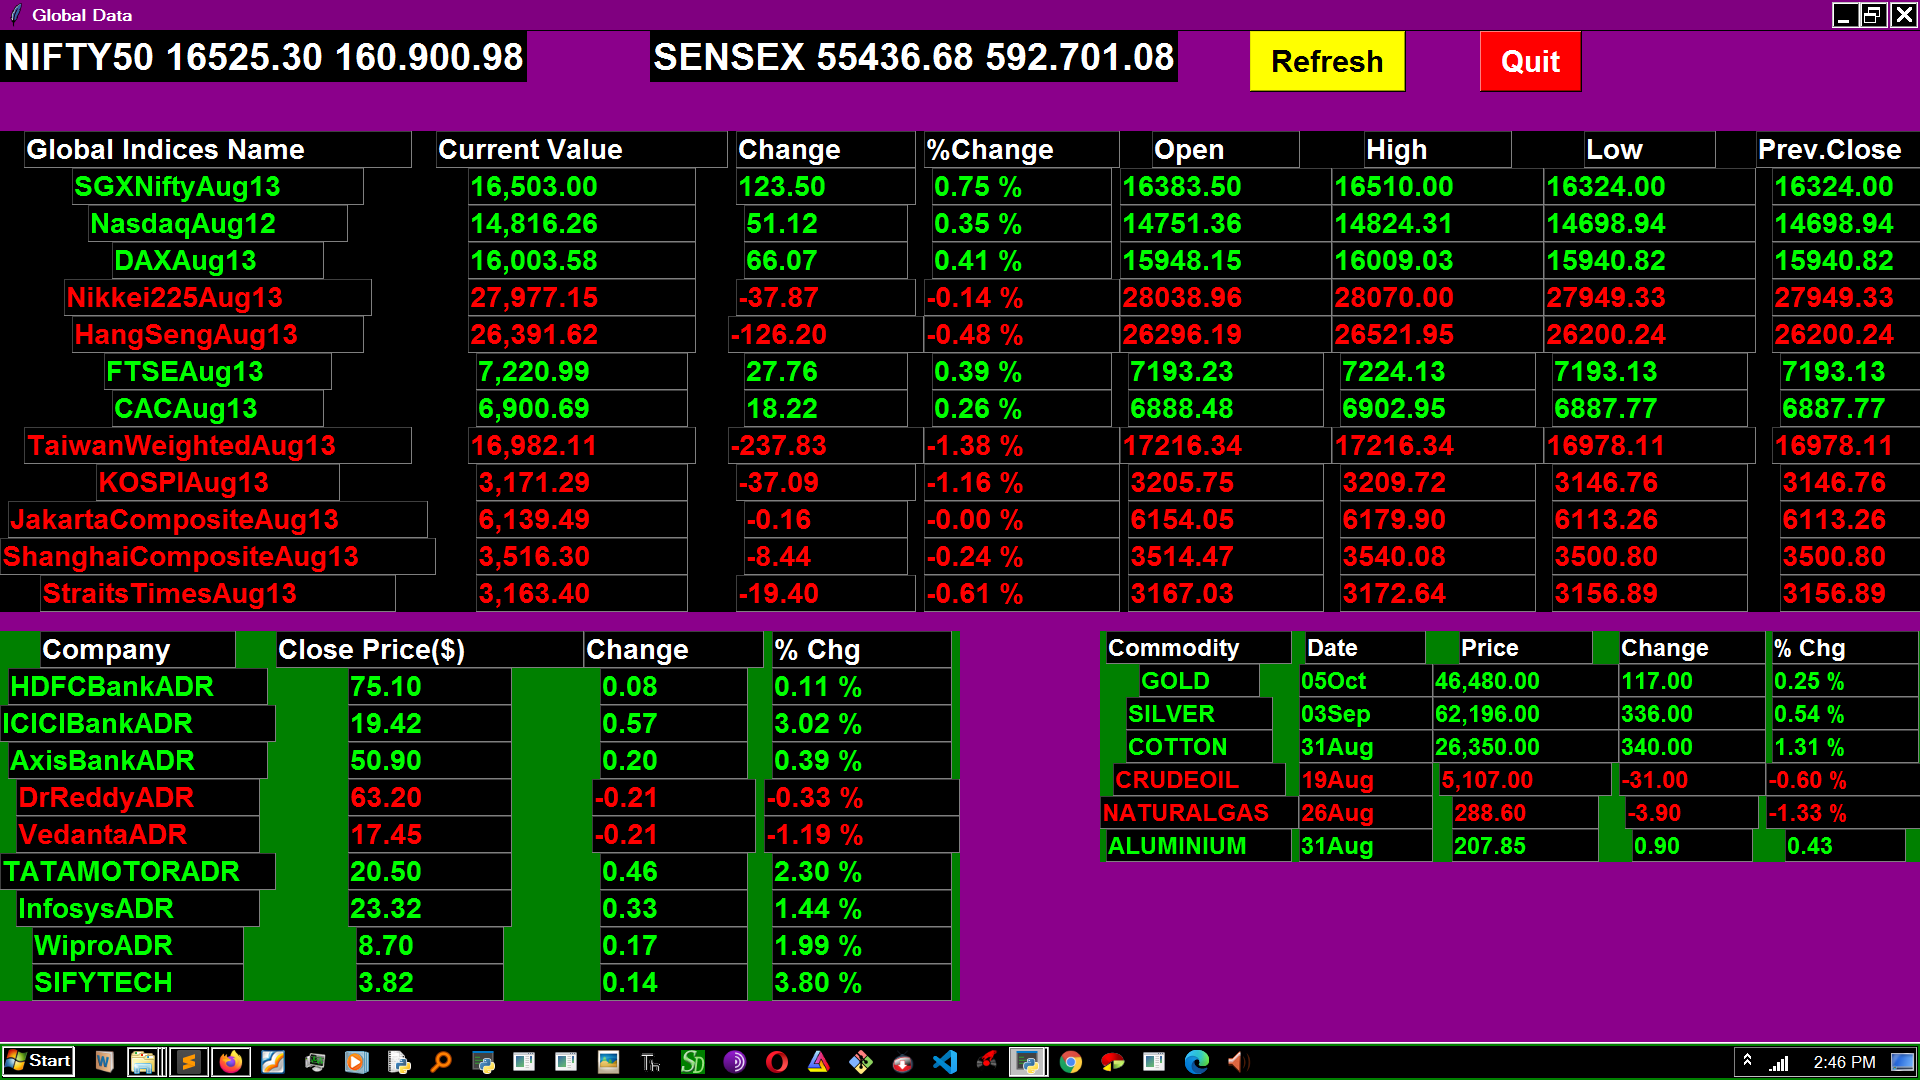 Global Data
NIFTY50 16525.30 160.900.98 SENSEX 55436.68 592.701.08 Refresh Quit
Global Indices Name Current Value Change %Change Open High Low Prev.Close
SGXNiftyAug13 16,503.00 123.50 0.75 % 16383.50 16510.00 16324.00 16324.00
NasdaqAug12 14,816.26 51.12 0.35 % 14751.36 14824.31 14698.94 14698.94
DAXAug13 16,003.58 66.07 0.41 % 15948.15 16009.03 15940.82 15940.82
Nikkei225Aug13 27,977.15 -37.87 -0.14 % 28038.96 28070.00 27949.33 27949.33
HangSengAug13 26,391.62 -126.20 -0.48 % 26296.19 26521.95 26200.24 26200.24
FTSEAug13 7,220.99 27.76 0.39 % 7193.23 7224.13 7193.13 7193.13
CACAug13 6,900.69 18.22 0.26 % 6888.48 6902.95 6887.77 6887.77
TaiwanWeightedAug13 16,982.11 -237.83 -1.38 % 17216.34 17216.34 16978.11 16978.11
KOSPIAug13 3,171.29 -37.09 -1.16 % 3205.75 3209.72 3146.76 3146.76
JakartaCompositeAug13 6,139.49 -0.16 -0.00 % 6154.05 6179.90 6113.26 6113.26
ShanghaiCompositeAug13 3,516.30 -8.44 -0.24 % 3514.47 3540.08 3500.80 3500.80
StraitsTimesAug13 3,163.40 -19.40 -0.61 % 3167.03 3172.64 3156.89 3156.89
Company Close Price($) Change % Chg
HDFCBankADR 75.10 0.08 0.11 %
ICICIBankADR 19.42 0.57 3.02 %
AxisBankADR 50.90 0.20 0.39 %
DrReddyADR 63.20 -0.21 -0.33 %
VedantaADR 17.45 -0.21 -1.19 %
TATAMOTORADR 20.50 0.46 2.30 %
InfosysADR 23.32 0.33 1.44 %
WiproADR 8.70 0.17 1.99 %
SIFYTECH 3.82 0.14 3.80 %
Commodity Date Price Change % Chg
GOLD 05Oct 46,480.00 117.00 0.25 %
SILVER 03Sep 62,196.00 336.00 0.54 %
COTTON 31Aug 26,350.00 340.00 1.31 %
CRUDEOIL 19Aug 5,107.00 -31.00 -0.60 %
NATURALGAS 26Aug 288.60 -3.90 -1.33 %
ALUMINIUM 31Aug 207.85 0.90 0.43
Start 2:46 PM